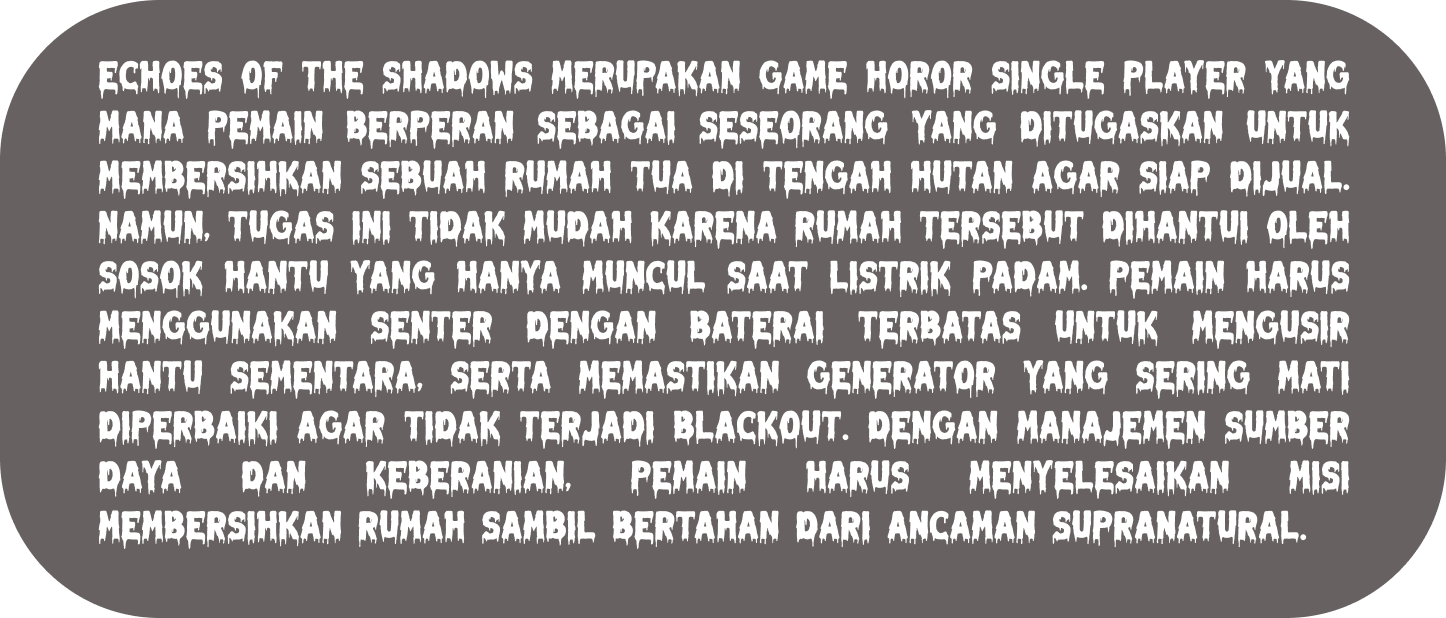 ECHOES OF THE SHADOWS MERUPAKAN GAME HOROR SINGLE PLAYER YANG
MANA PEMAIN BERPERAN SEBAGAI SESEORANG YANG DITUGASKAN UNTUK
MEMBERSIHKAN SEBUAH RUMAH TUA DI TENGAH HUTAN AGAR SIAP DIJUAL.
NAMUN, TUGAS INI TIDAK MUDAH KARENA RUMAH TERSEBUT DIHANTUI OLEH
SOSOK HANTU YANG HANYA MUNCUL SAAT LISTRIK PADAM. PEMAIN HARUS
MENGGUNAKAN SENTER DENGAN BATERAI TERBATAS UNTUK MENGUSIR
HANTU SEMENTARA, SERTA MEMASTIKAN GENERATOR YANG SERING MATI
DIPERBAIKI AGAR TIDAK TERJADI BLACKOUT. DENGAN MANAJEMEN SUMBER
DAYA DAN KEBERANIAN, PEMAIN HARUS MENYELESAIKAN MISI
MEMBERSIHKAN RUMAH SAMBIL BERTAHAN DARI ANCAMAN SUPRANATURAL.